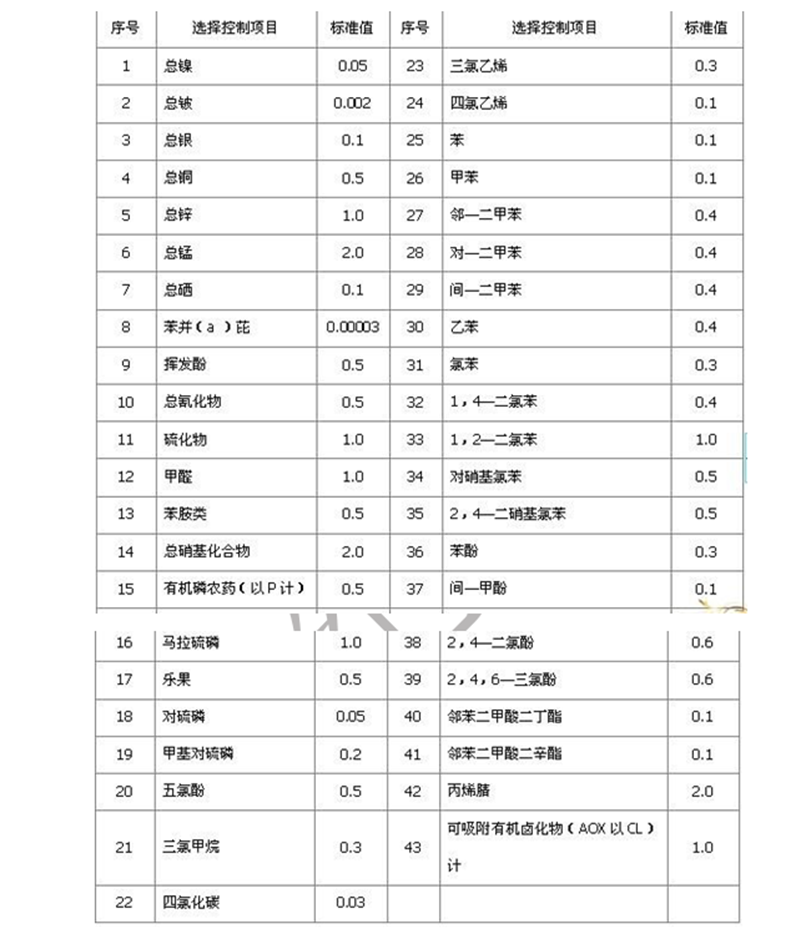 序号 选择控制项目 标准值 序号 选择控制项目 标准值
1 总镍 0.05 23 三氯乙烯 0.3
2 总铍 0.002 24 四氯乙烯 0.1
3 总银 0.1 25 苯 0.1
4 总铜 0.5 26 甲苯 0.1
5 总锌 1.0 27 邻—二甲苯 0.4
6 总锰 2.0 28 对—二甲苯 0.4
7 总硒 0.1 29 间—二甲苯 0.4
8 苯并(a )芘 0.00003 30 乙苯 0.4
9 挥发酚 0.5 31 氯苯 0.3
10 总氰化物 0.5 32 1,4—二氯苯 0.4
11 硫化物 1.0 33 1,2—二氯苯 1.0
12 甲醛 1.0 34 对硝基氯苯 0.5
13 苯胺类 0.5 35 2,4—二硝基氯苯 0.5
14 总硝基化合物 2.0 36 苯酚 0.3
15 有机磷农药(以P计) 0.5 37 间—甲酚 0.1
16 马拉硫磷 1.0 38 2,4—二氯酚 0.6
17 乐果 0.5 39 2,4,6—三氯酚 0.6
18 对硫磷 0.05 40 邻苯二甲酸二丁酯 0.1
19 甲基对硫磷 0.2 41 邻苯二甲酸二辛酯 0.1
20 五氯酚 0.5 42 丙烯腈 2.0
21 三氯甲烷 0.3 43 可吸附有机卤化物(AOX以CL)
计 1.0
22 四氯化碳 0.03